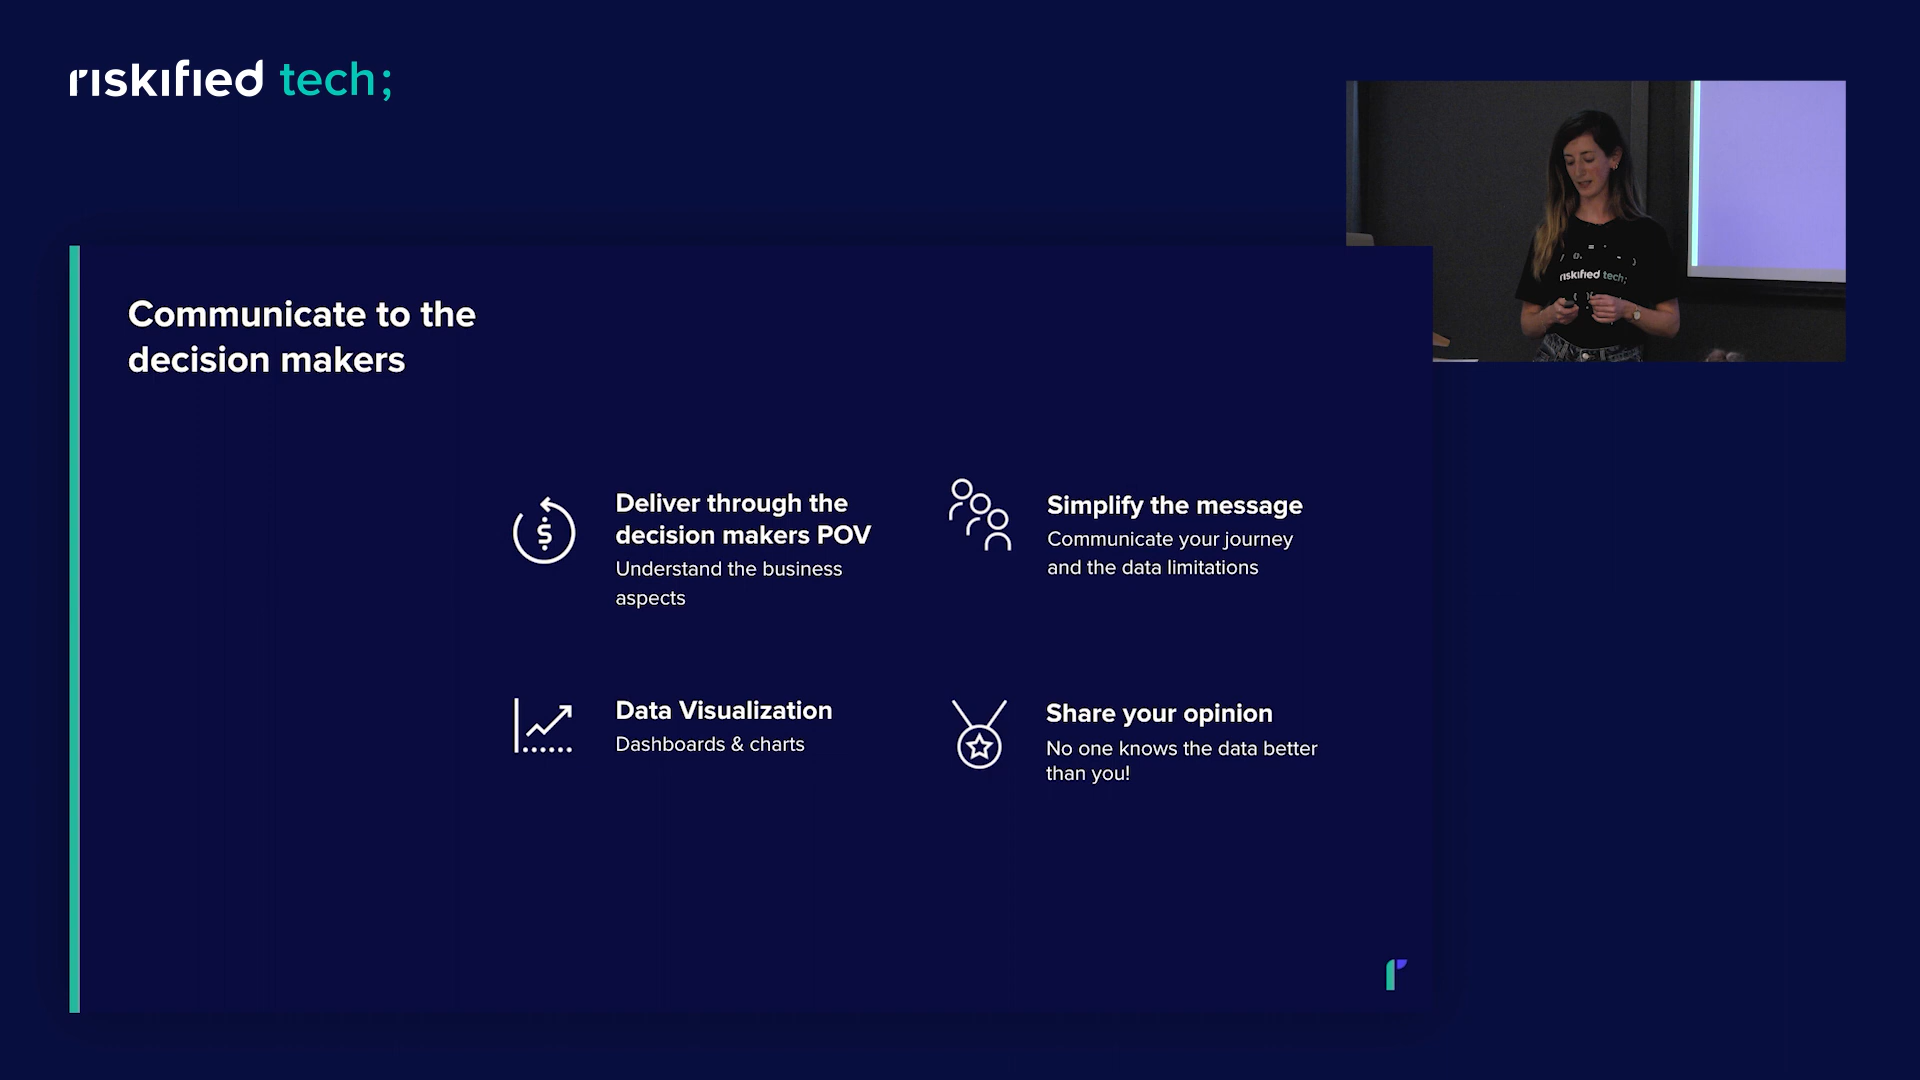 riskified tech;
riskified tech;
Communicate to the
decision makers
Deliver through the
decision makers POV
Understand the business
aspects
Simplify the message
Communicate your journey
and the data limitations
Data Visualization
Dashboards & charts
Share your opinion
No one knows the data better
than you!